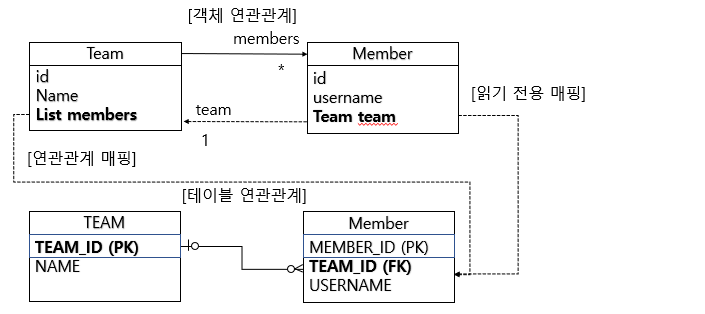 [객체 연관관계]
Team
members
Member
*
id
Name
List members
id
username
Team team
[읽기 전용 매핑]
team
1
[연관관계 매핑]
[테이블 연관관계]
TEAM
TEAM_ID (PK)
NAME
Member
MEMBER_ID (PK)
TEAM_ID (FK)
USERNAME